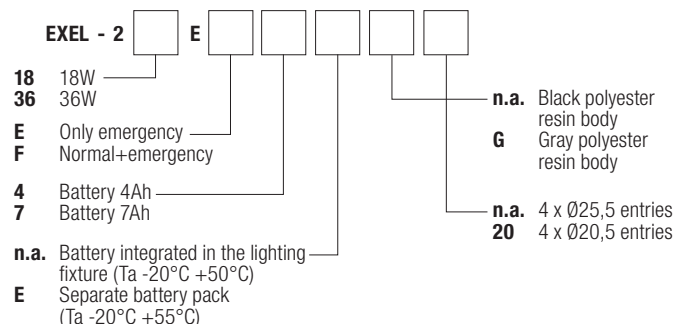 EXEL - 2 E
18 18W
36 36W
E Only emergency
F Normal+emergency
4 Battery 4Ah
7 Battery 7Ah
n.a. Battery integrated in the lighting
fixture (Ta -20°C +50°C)
E Separate battery pack
(Ta -20°C +55°C)
n.a. Black polyester
resin body
G Gray polyester
resin body
n.a. 4 x Ø25,5 entries
20 4 x Ø20,5 entries